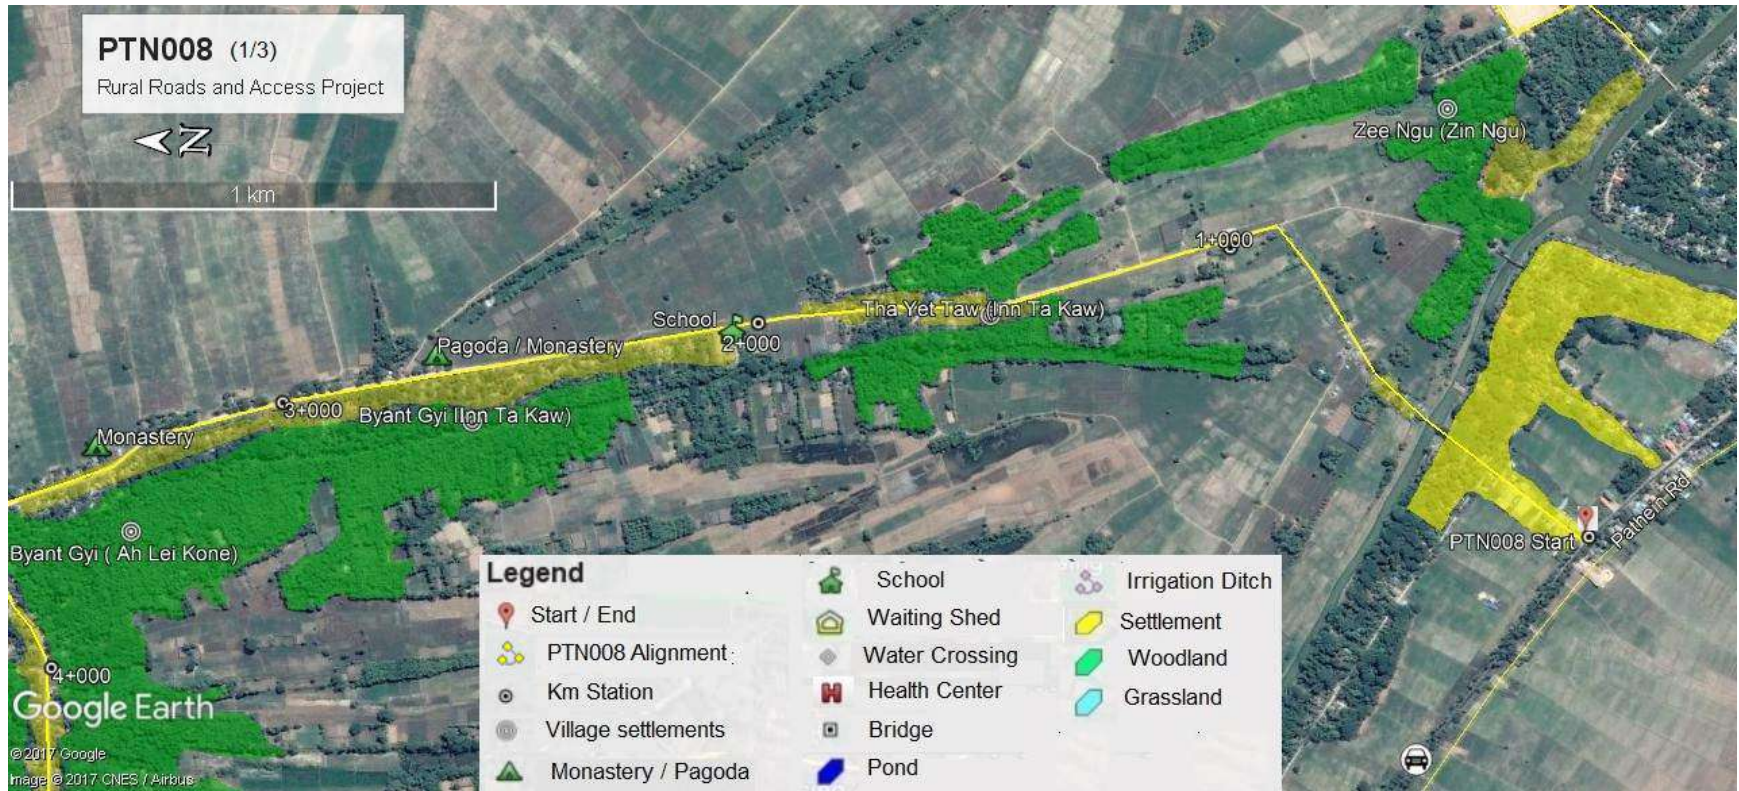 PTN008 (1/3)
Rural Roads and Access Project
N
1 km
Zee Ngu (Zin Ngu)
1+000
Tha Yet Taw (Inn Ta Kaw)
School
2+000
Pagoda / Monastery
3+000
Byant Gyi (Inn Ta Kaw)
Monastery
Byant Gyi ( Ah Lei Kone)
PTN008 Start
Pathein Rd
4+000
Google Earth
© 2017 Google
Image © 2017 CNES / Airbus
Legend
Start / End
PTN008 Alignment
Km Station
Village settlements
Monastery / Pagoda
School
Waiting Shed
Water Crossing
H Health Center
Bridge
Pond
Irrigation Ditch
Settlement
Woodland
Grassland